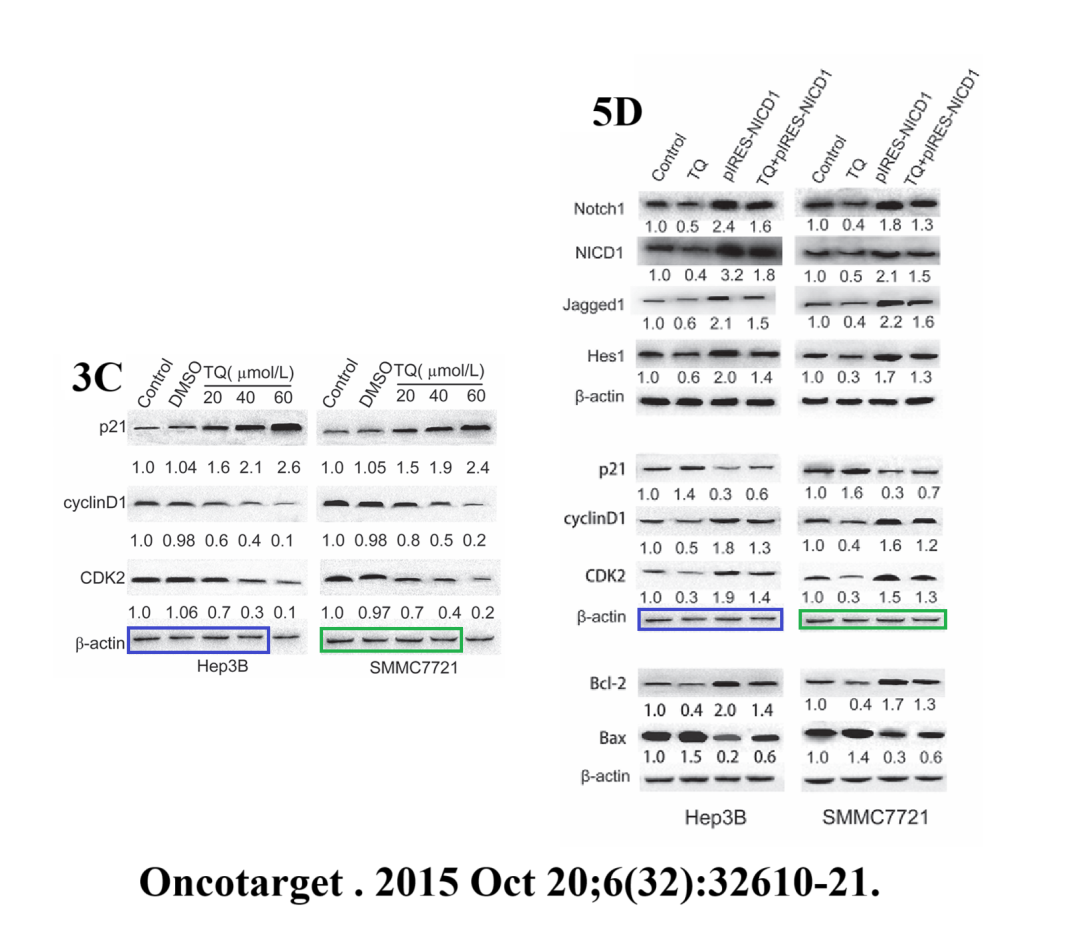 3C
Control DMSO TQ( μmol/L) Control DMSO TQ( μmol/L)
20 40 60 20 40 60
p21
1.0 1.04 1.6 2.1 2.6 1.0 1.05 1.5 1.9 2.4
cyclinD1
1.0 0.98 0.6 0.4 0.1 1.0 0.98 0.8 0.5 0.2
CDK2
1.0 1.06 0.7 0.3 0.1 1.0 0.97 0.7 0.4 0.2
β-actin
Hep3B SMMC7721
5D
Control TQ pIRES-NICD1 TQ+pIRES-NICD1 Control TQ pIRES-NICD1 TQ+pIRES-NICD1
Notch1
1.0 0.5 2.4 1.6 1.0 0.4 1.8 1.3
NICD1
1.0 0.4 3.2 1.8 1.0 0.5 2.1 1.5
Jagged1
1.0 0.6 2.1 1.5 1.0 0.4 2.2 1.6
Hes1
1.0 0.6 2.0 1.4 1.0 0.3 1.7 1.3
β-actin
p21
1.0 1.4 0.3 0.6 1.0 1.6 0.3 0.7
cyclinD1
1.0 0.5 1.8 1.3 1.0 0.4 1.6 1.2
CDK2
1.0 0.3 1.9 1.4 1.0 0.3 1.5 1.3
β-actin
Bcl-2
1.0 0.4 2.0 1.4 1.0 0.4 1.7 1.3
Bax
1.0 1.5 0.2 0.6 1.0 1.4 0.3 0.6
β-actin
Hep3B SMMC7721
Oncotarget . 2015 Oct 20;6(32):32610-21.